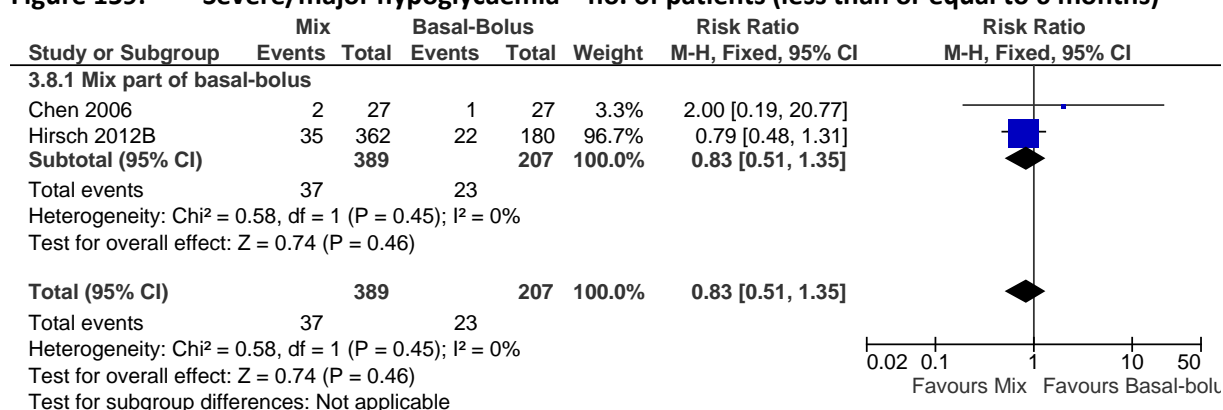 Figure 139: Severe/major hypoglycaemia – no. of patients (less than or equal to 6 months)
Mix Basal-Bolus Risk Ratio Risk Ratio
Study or Subgroup Events Total Events Total Weight M-H, Fixed, 95% CI M-H, Fixed, 95% CI
3.8.1 Mix part of basal-bolus
Chen 2006 2 27 1 27 3.3% 2.00 [0.19, 20.77]
Hirsch 2012B 35 362 22 180 96.7% 0.79 [0.48, 1.31]
Subtotal (95% CI) 389 207 100.0% 0.83 [0.51, 1.35]
Total events 37 23
Heterogeneity: Chi² = 0.58, df = 1 (P = 0.45); I² = 0%
Test for overall effect: Z = 0.74 (P = 0.46)
Total (95% CI) 389 207 100.0% 0.83 [0.51, 1.35]
Total events 37 23
Heterogeneity: Chi² = 0.58, df = 1 (P = 0.45); I² = 0%
Test for overall effect: Z = 0.74 (P = 0.46)
Test for subgroup differences: Not applicable
0.02 0.1 1 10 50
Favours Mix Favours Basal-bolu